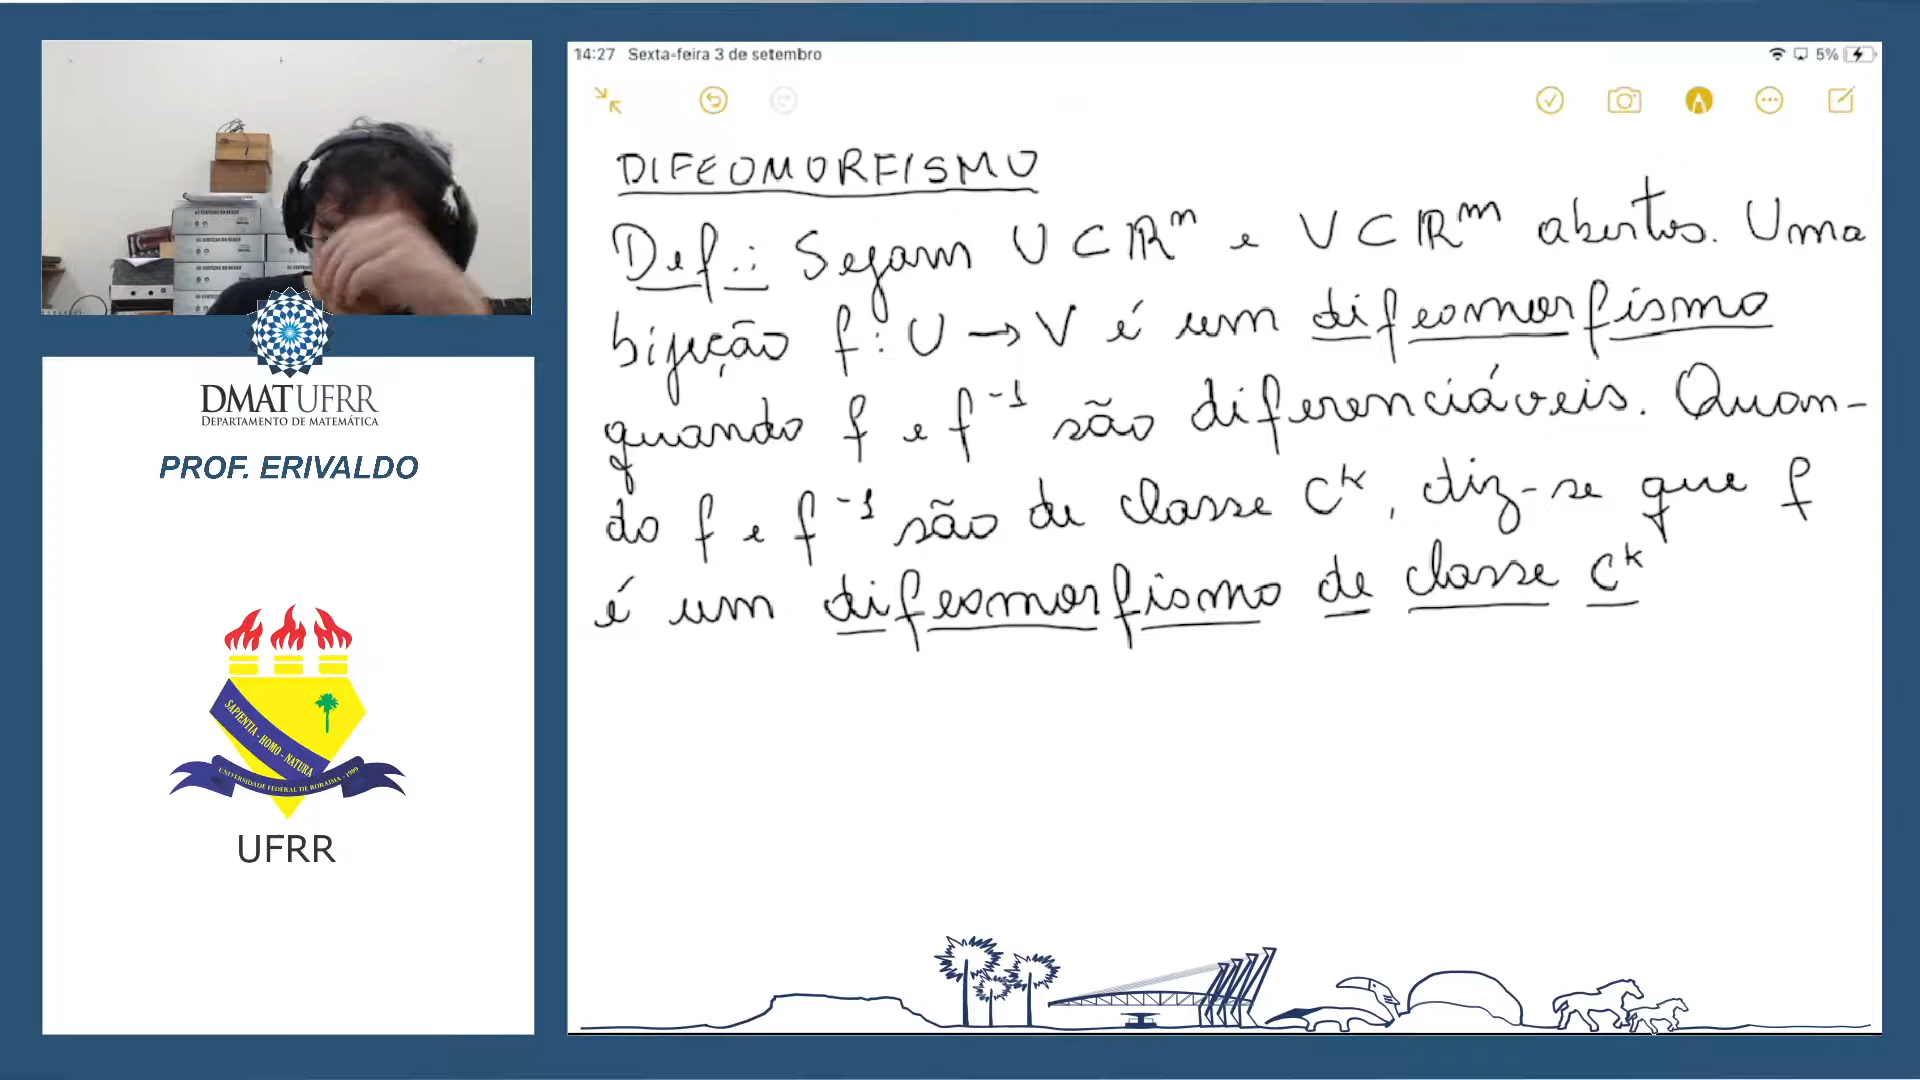 14:27 Sexta-feira 3 de setembro
5%
DIFEOMORFISMO
Def.: Sejam U ⊂ ℝⁿ e V ⊂ ℝᵐ abertos. Uma
bijeção f: U → V é um difeomorfismo
quando f e f⁻¹ são diferenciáveis. Quan-
do f e f⁻¹ são de classe Cᵏ, diz-se que f
é um difeomorfismo de classe Cᵏ
DMATUFRR
DEPARTAMENTO DE MATEMÁTICA
PROF. ERIVALDO
SAPIENTIA - HOMO - NATURA
UNIVERSIDADE FEDERAL DE RORAIMA - 1989
UFRR